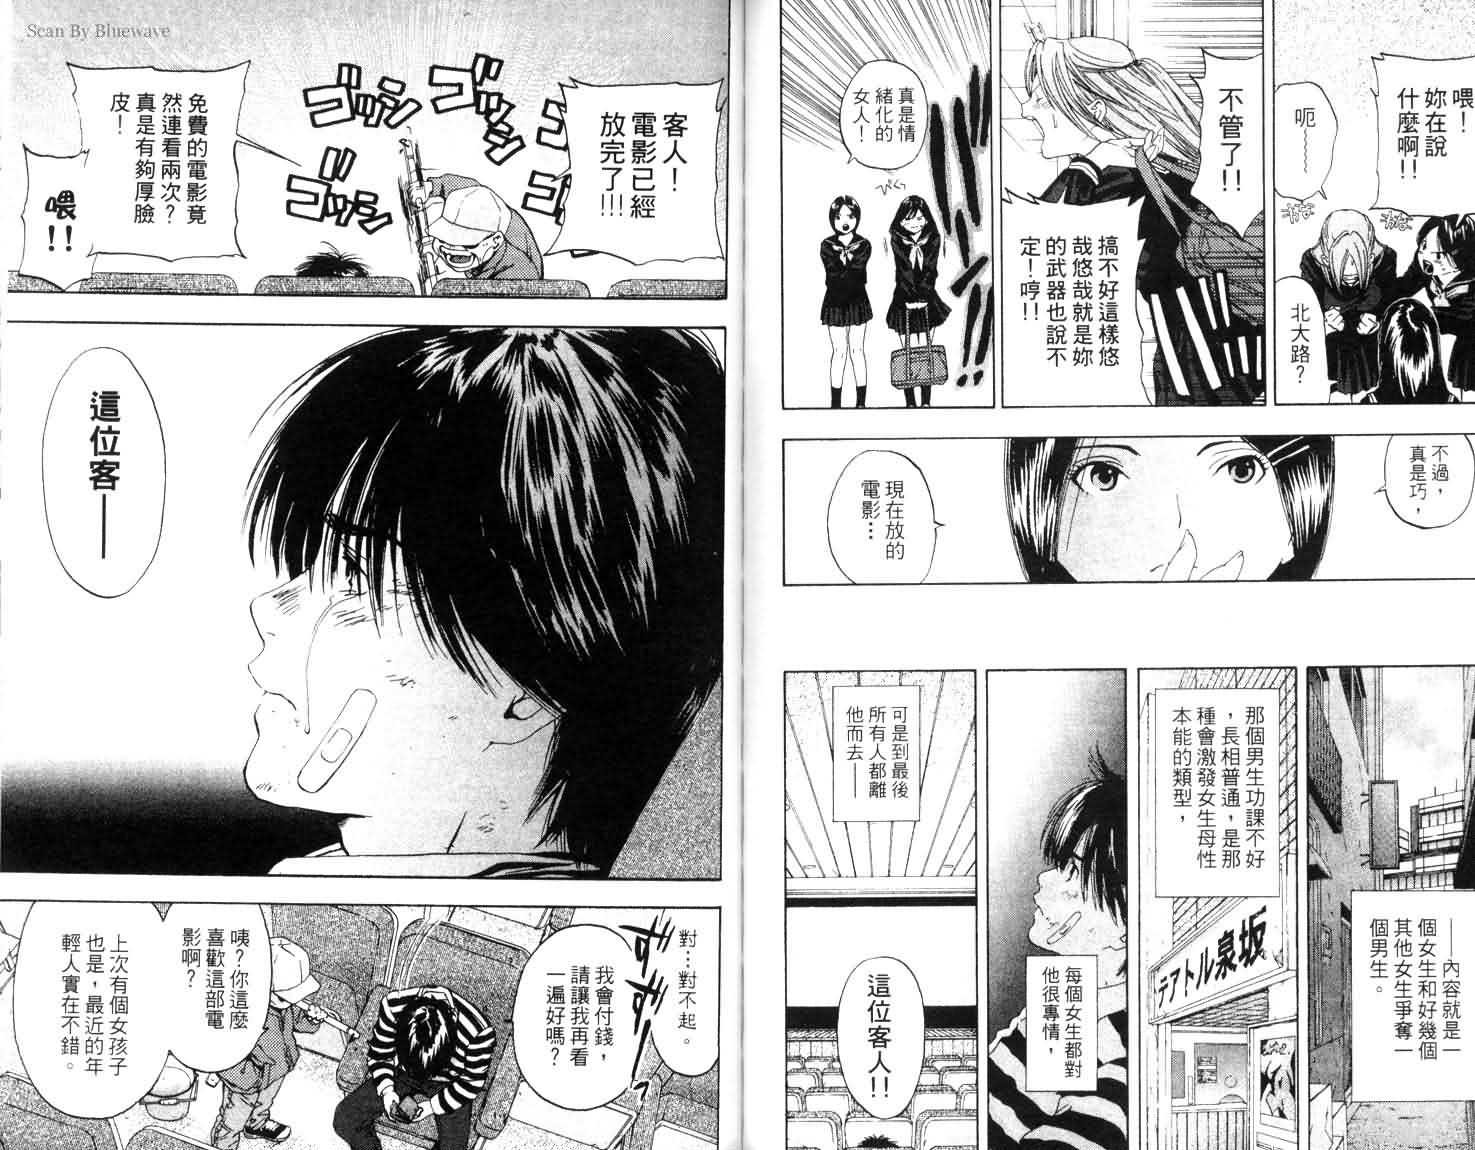 喂！
妳在說
什麼啊!!
呃——
わなわな
北大路？
不管了!!
搞不好這樣悠
哉悠哉就是妳
的武器也說不
定！哼!!
真是情
緒化的
女人！
びくっ
不過，
真是巧，
現在放的
電影…
——內容就是一
個女生和好幾個
其他女生爭奪一
個男生。
テアトル泉坂
那個男生功課不好
，長相普通，是那
種會激發女生母性
本能的類型，
每個女生都對
他很專情，
可是到最後
所有人都離
他而去——
這位客人!!
Scan By Bluewave
客人！
電影已經
放完了!!!
ゴッシ
ゴッシ
ゴッシ
免費的電影竟
然連看兩次？
真是有夠厚臉
皮！
喂!!
這位客——
對…對不起。
我會付錢，
請讓我再看
一遍好嗎？
咦？你這麼
喜歡這部電
影啊？
上次有個女孩子
也是，最近的年
輕人實在不錯。